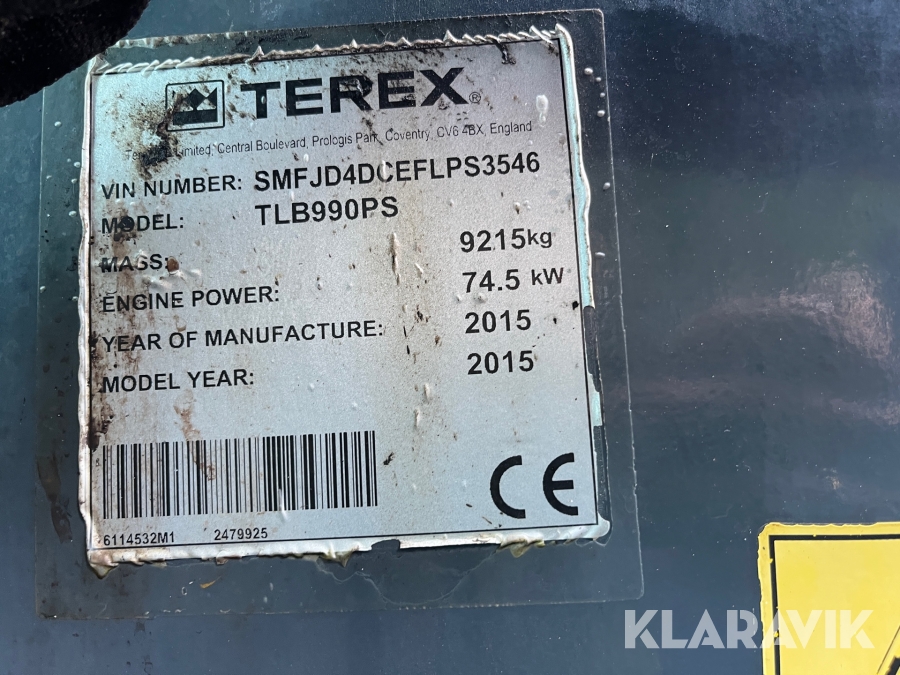 TEREX®
Limited, Central Boulevard, Prologis Park, Coventry, CV6 4BX, England
VIN NUMBER: SMFJD4DCEFLPS3546
MODEL: TLB990PS
MASS: 9215kg
ENGINE POWER: 74.5 kW
YEAR OF MANUFACTURE: 2015
MODEL YEAR: 2015
CE
6114532M1 2479925
KLARAVIK